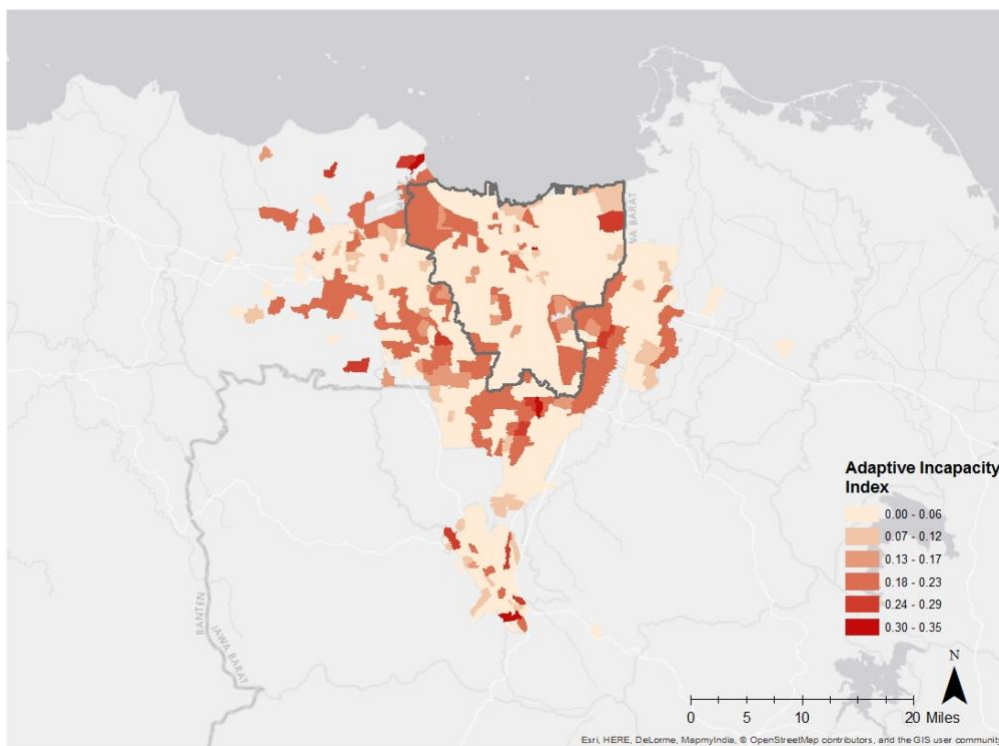 WA BARAT
BANTEN
JAWA BARAT
Adaptive Incapacity
Index
0.00 - 0.06
0.07 - 0.12
0.13 - 0.17
0.18 - 0.23
0.24 - 0.29
0.30 - 0.35
N
0 5 10 20 Miles
Esri, HERE, DeLorme, MapmyIndia, © OpenStreetMap contributors, and the GIS user community